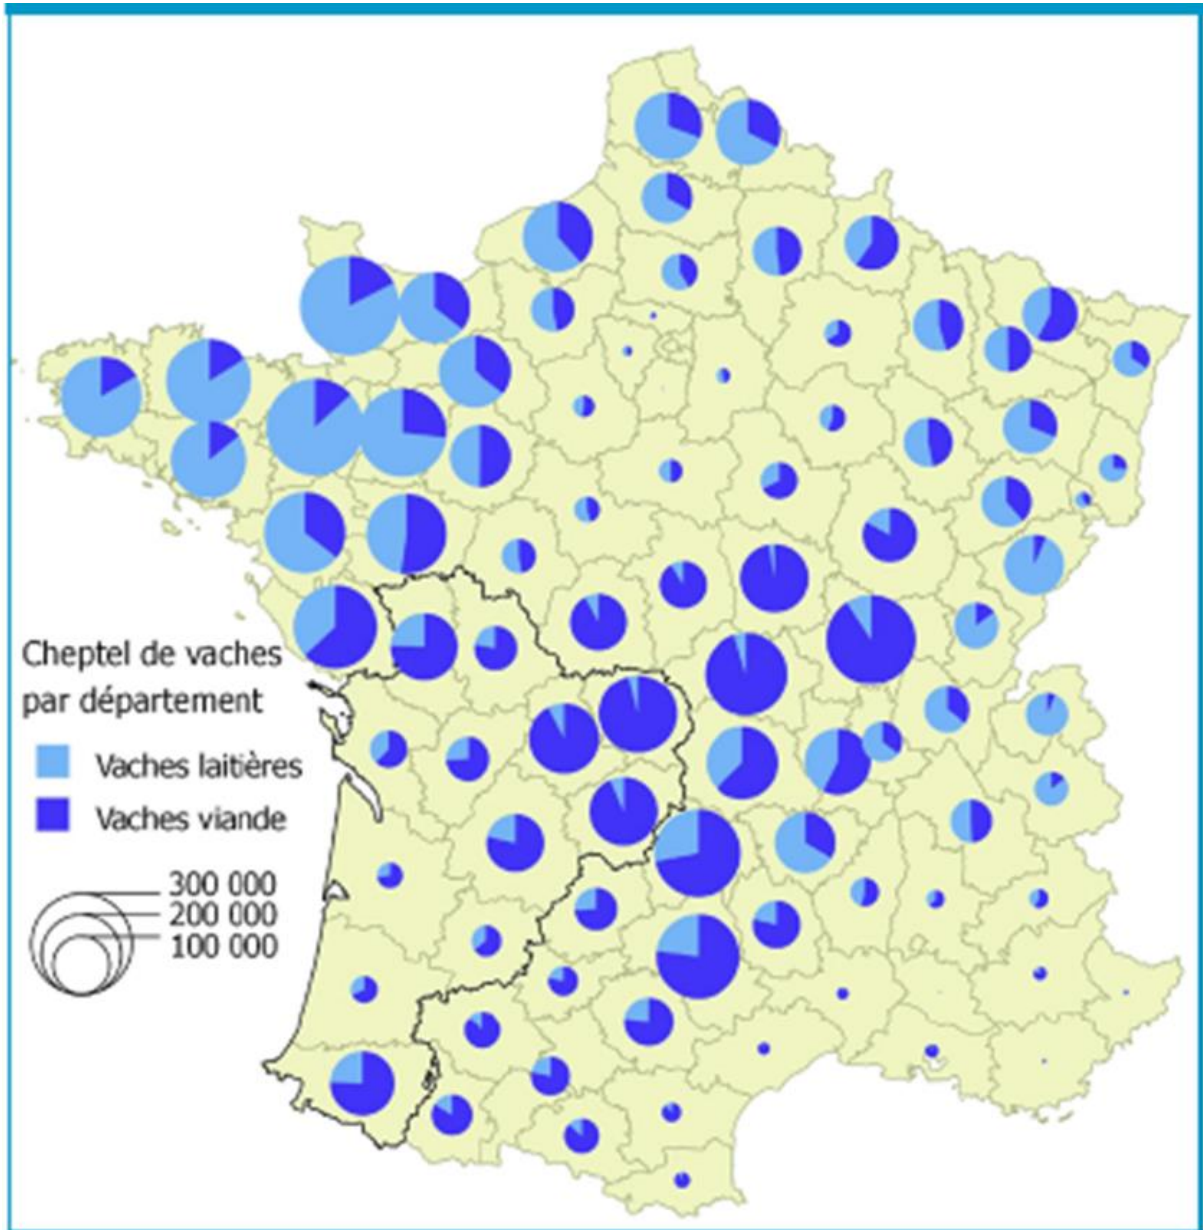 Cheptel de vaches
par département
Vaches laitières
Vaches viande
300 000
200 000
100 000